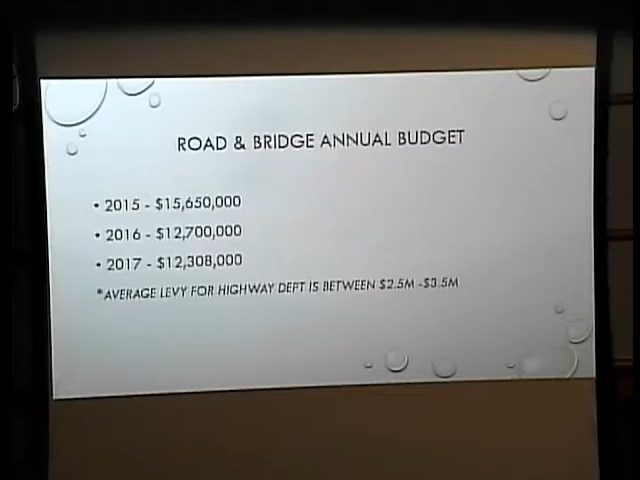 ROAD & BRIDGE ANNUAL BUDGET
• 2015 - $15,650,000
• 2016 - $12,700,000
• 2017 - $12,308,000
*AVERAGE LEVY FOR HIGHWAY DEPT IS BETWEEN $2.5M -$3.5M